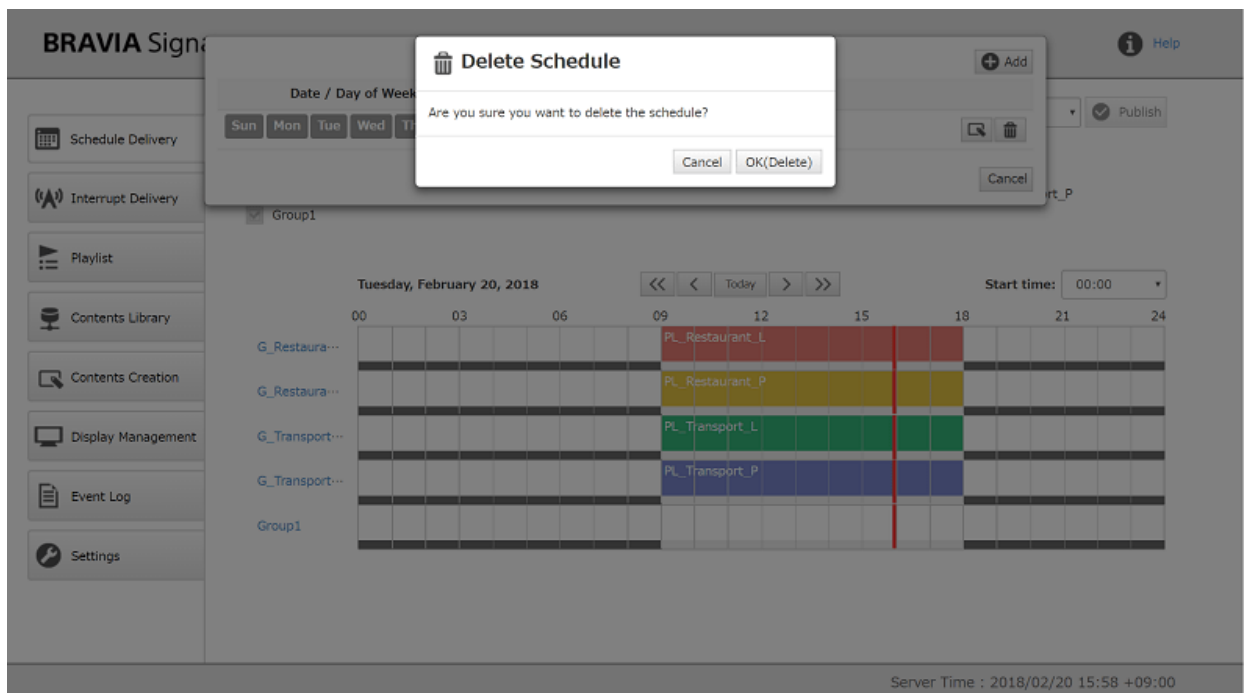 BRAVIA Signa
Help
Delete Schedule
Add
Date / Day of Week
Are you sure you want to delete the schedule?
Publish
Sun Mon Tue Wed Th
Cancel OK(Delete)
Cancel
rt_P
Group1
Schedule Delivery
Interrupt Delivery
Playlist
Contents Library
Contents Creation
Display Management
Event Log
Settings
Tuesday, February 20, 2018
<< < Today > >>
Start time: 00:00
00 03 06 09 12 15 18 21 24
G_Restaura… PL_Restaurant_L
G_Restaura… PL_Restaurant_P
G_Transport… PL_Transport_L
G_Transport… PL_Transport_P
Group1
Server Time : 2018/02/20 15:58 +09:00